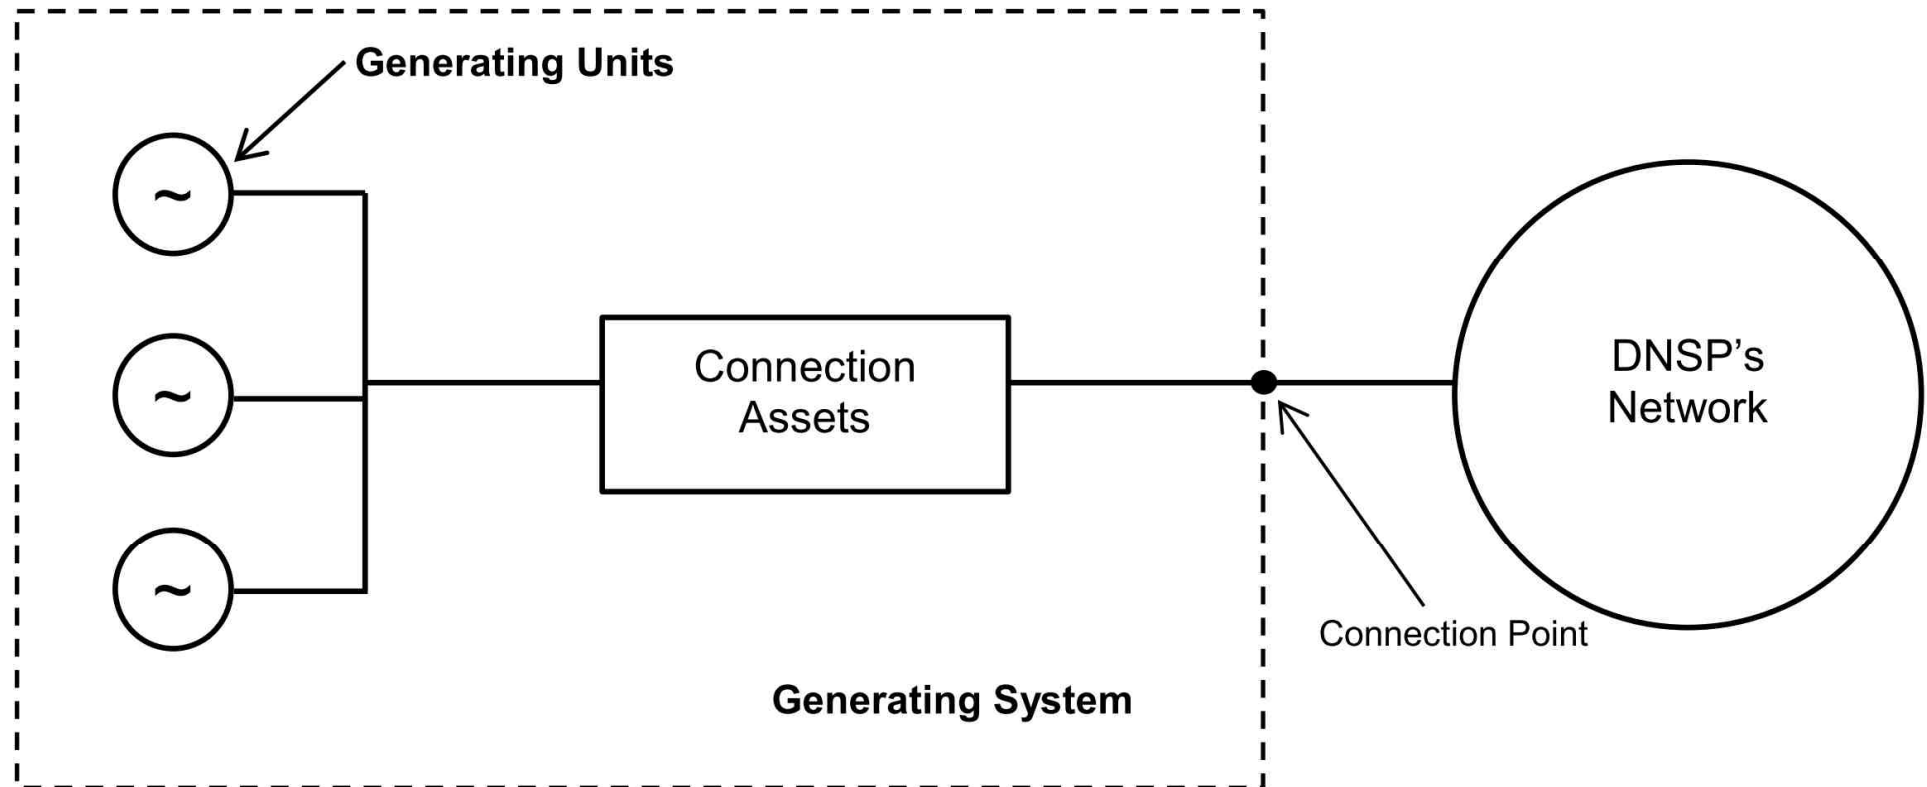 Generating Units
~
~
~
Connection
Assets
DNSP’s
Network
Connection Point
Generating System